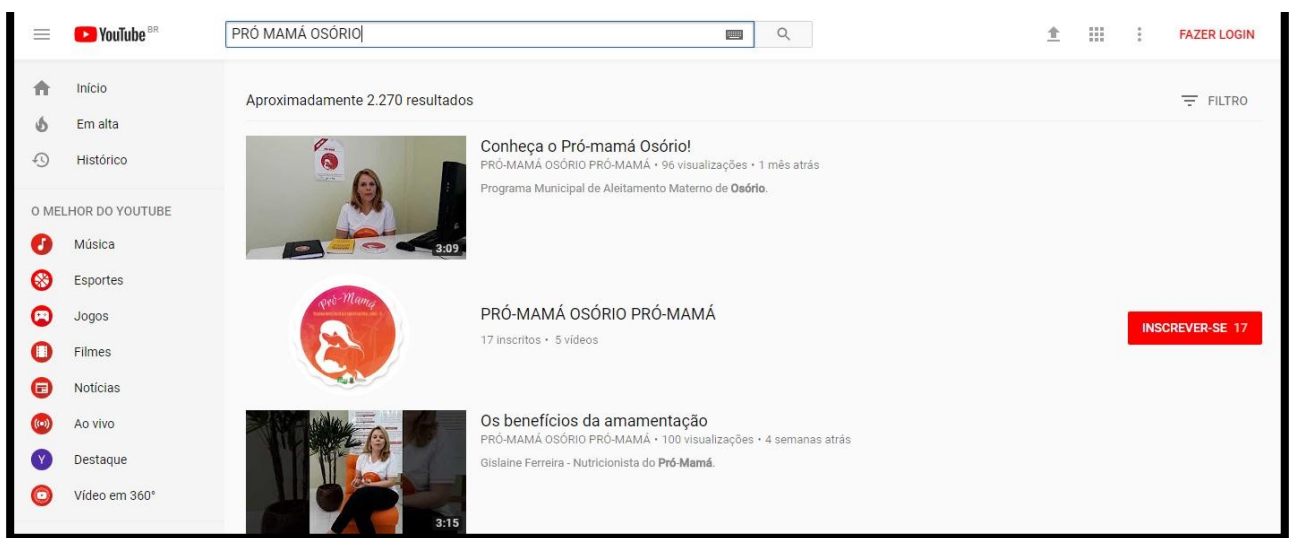 YouTube BR
PRÓ MAMÁ OSÓRIO
FAZER LOGIN
Início
Em alta
Histórico
O MELHOR DO YOUTUBE
Música
Esportes
Jogos
Filmes
Notícias
Ao vivo
Destaque
Vídeo em 360°
Aproximadamente 2.270 resultados
FILTRO
Conheça o Pró-mamá Osório!
PRÓ-MAMÁ OSÓRIO PRÓ-MAMÁ • 96 visualizações • 1 mês atrás
Programa Municipal de Aleitamento Materno de Osório.
3:09
Pró-Mamá
PRÓ-MAMÁ OSÓRIO PRÓ-MAMÁ
17 inscritos • 5 vídeos
INSCREVER-SE 17
Os benefícios da amamentação
PRÓ-MAMÁ OSÓRIO PRÓ-MAMÁ • 100 visualizações • 4 semanas atrás
Gislaine Ferreira - Nutricionista do Pró-Mamá.
3:15
Y